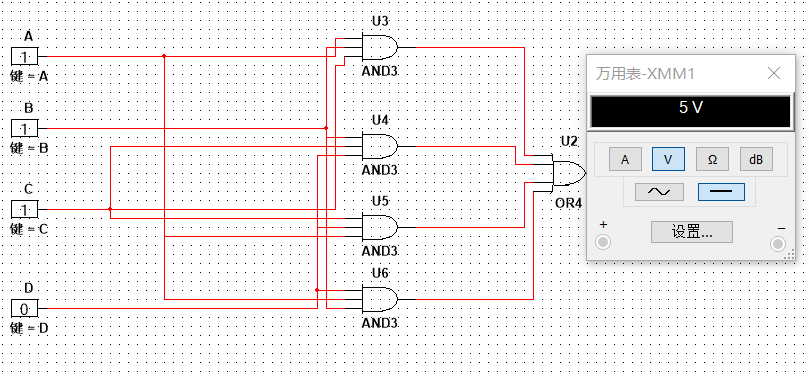 A
1
键 = A
B
1
键 = B
C
1
键 = C
D
0
键 = D
U3
AND3
U4
AND3
U5
AND3
U6
AND3
U2
OR4
万用表-XMM1
5 V
A
V
Ω
dB
+
设置...
−